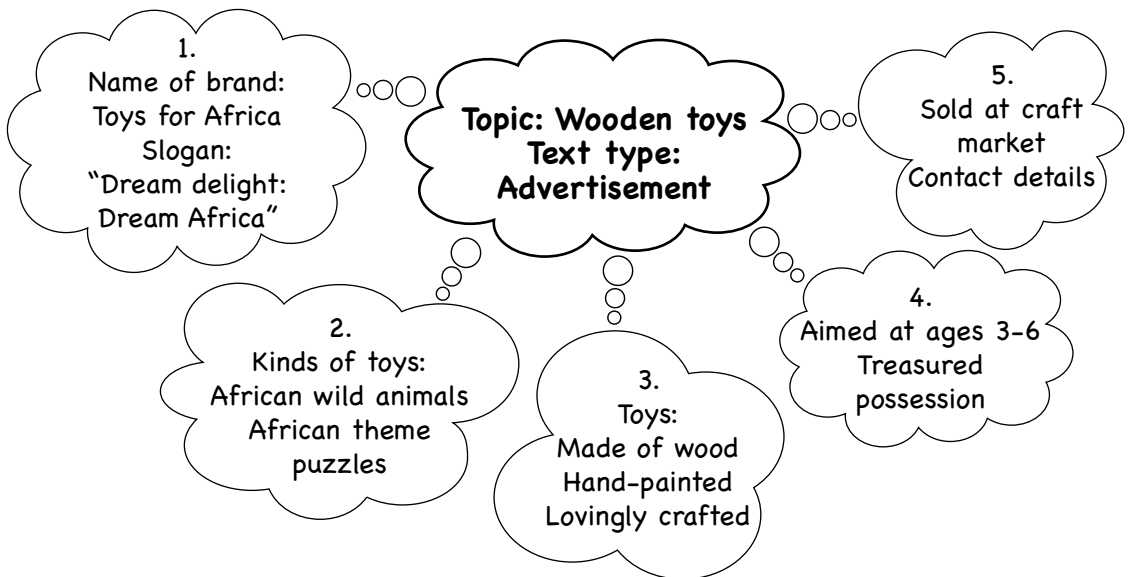 Topic: Wooden toys
Text type:
Advertisement
1.
Name of brand:
Toys for Africa
Slogan:
“Dream delight:
Dream Africa”
2.
Kinds of toys:
African wild animals
African theme
puzzles
3.
Toys:
Made of wood
Hand-painted
Lovingly crafted
4.
Aimed at ages 3-6
Treasured
possession
5.
Sold at craft
market
Contact details